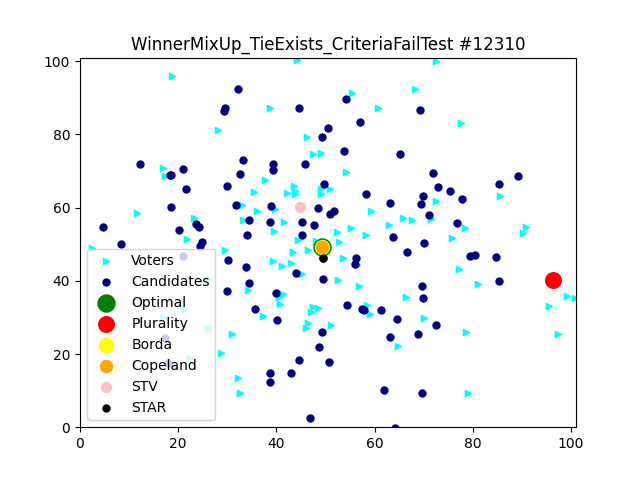 WinnerMixUp_TieExists_CriteriaFailTest #12310
100
80
60
40
20
0
Voters
Candidates
Optimal
Plurality
Borda
Copeland
STV
STAR
0 20 40 60 80 100